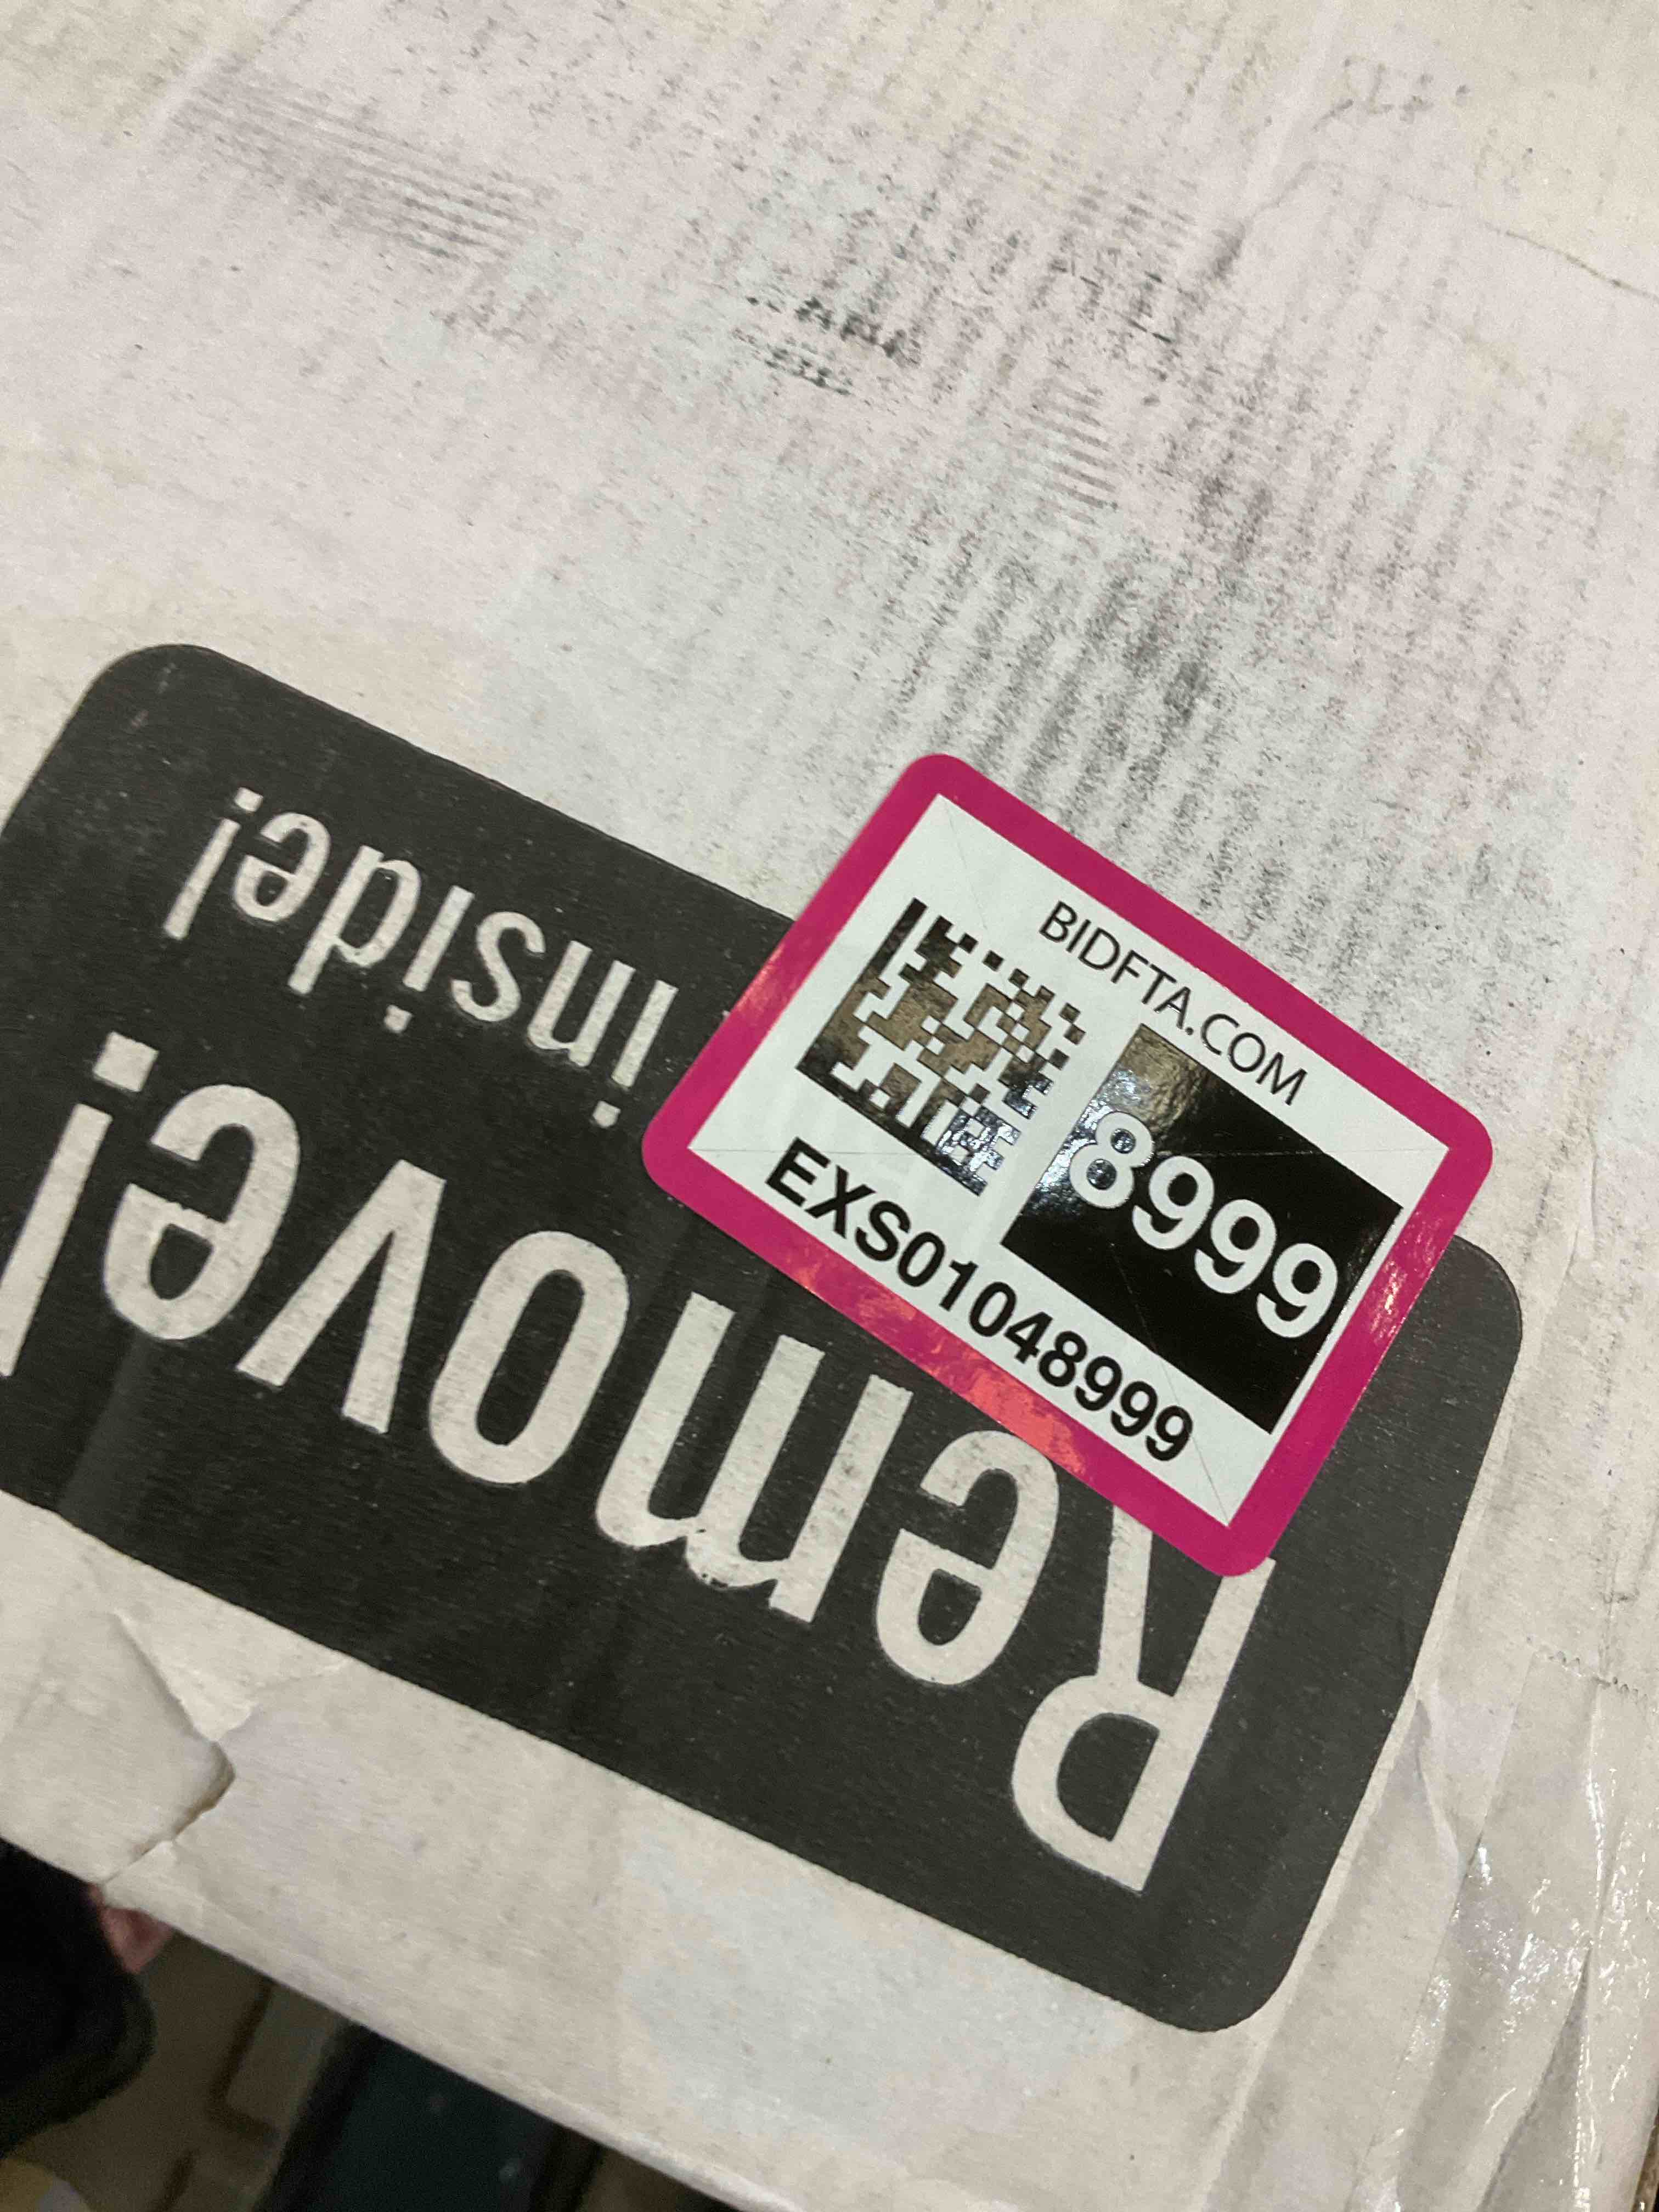 BIDFTA.COM
8999
EXS01048999
Remove!
inside!